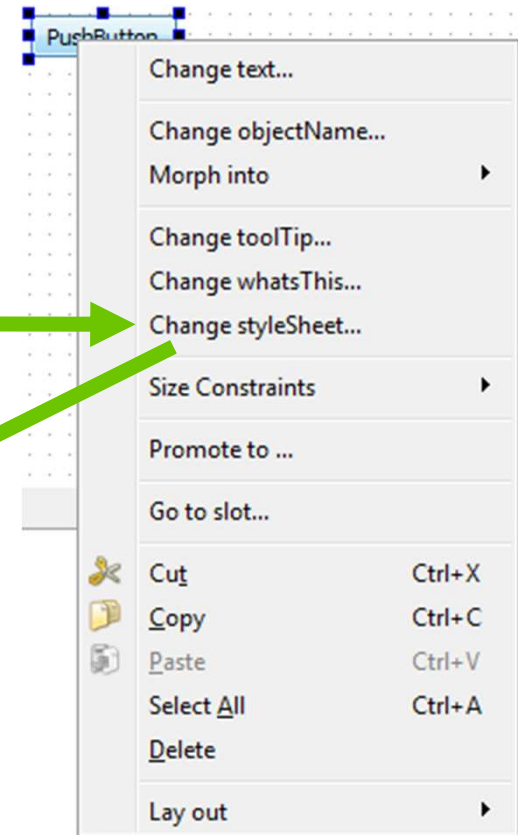 PushButton
Change text...
Change objectName...
Morph into
Change toolTip...
Change whatsThis...
Change styleSheet...
Size Constraints
Promote to ...
Go to slot...
Cut Ctrl+X
Copy Ctrl+C
Paste Ctrl+V
Select All Ctrl+A
Delete
Lay out